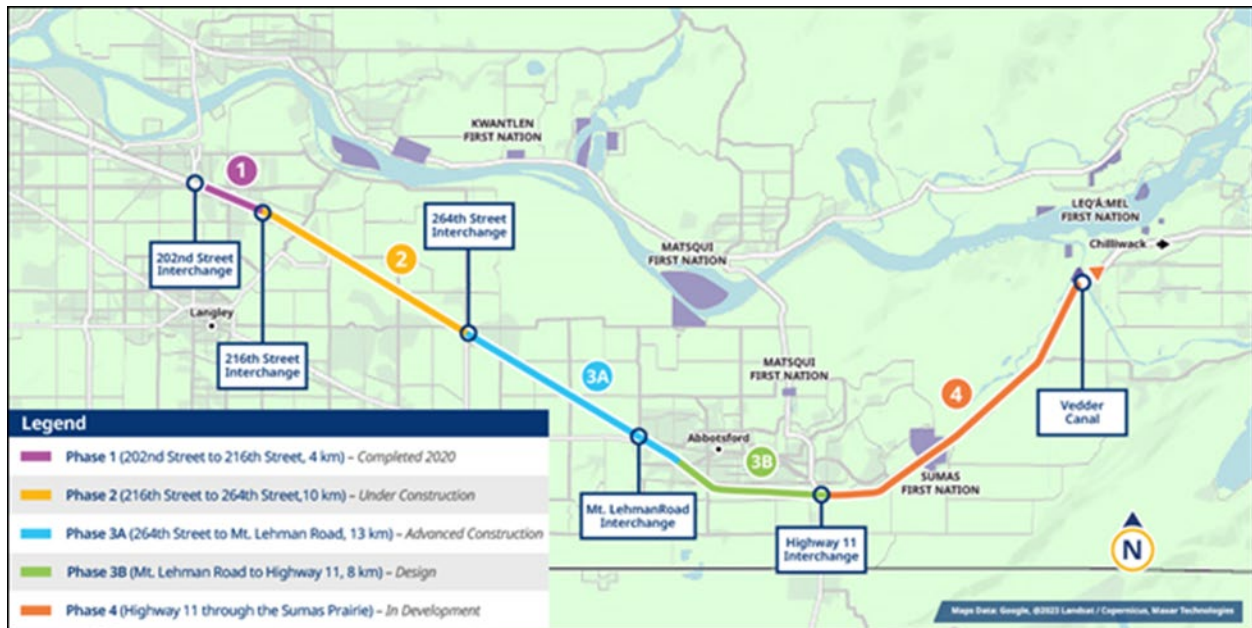 KWANTLEN
FIRST NATION
1
202nd Street
Interchange
264th Street
Interchange
2
LEQ'Á:MEL
FIRST NATION
Chilliwack
MATSQUI
FIRST NATION
Langley
216th Street
Interchange
3A
MATSQUI
FIRST NATION
4
Vedder
Canal
Abbotsford
3B
SUMAS
FIRST NATION
Mt. LehmanRoad
Interchange
Highway 11
Interchange
N
Legend
Phase 1 (202nd Street to 216th Street, 4 km) – Completed 2020
Phase 2 (216th Street to 264th Street,10 km) – Under Construction
Phase 3A (264th Street to Mt. Lehman Road, 13 km) – Advanced Construction
Phase 3B (Mt. Lehman Road to Highway 11, 8 km) – Design
Phase 4 (Highway 11 through the Sumas Prairie) – In Development
Maps Data: Google, @2023 Landsat / Copernicus, Maxar Technologies